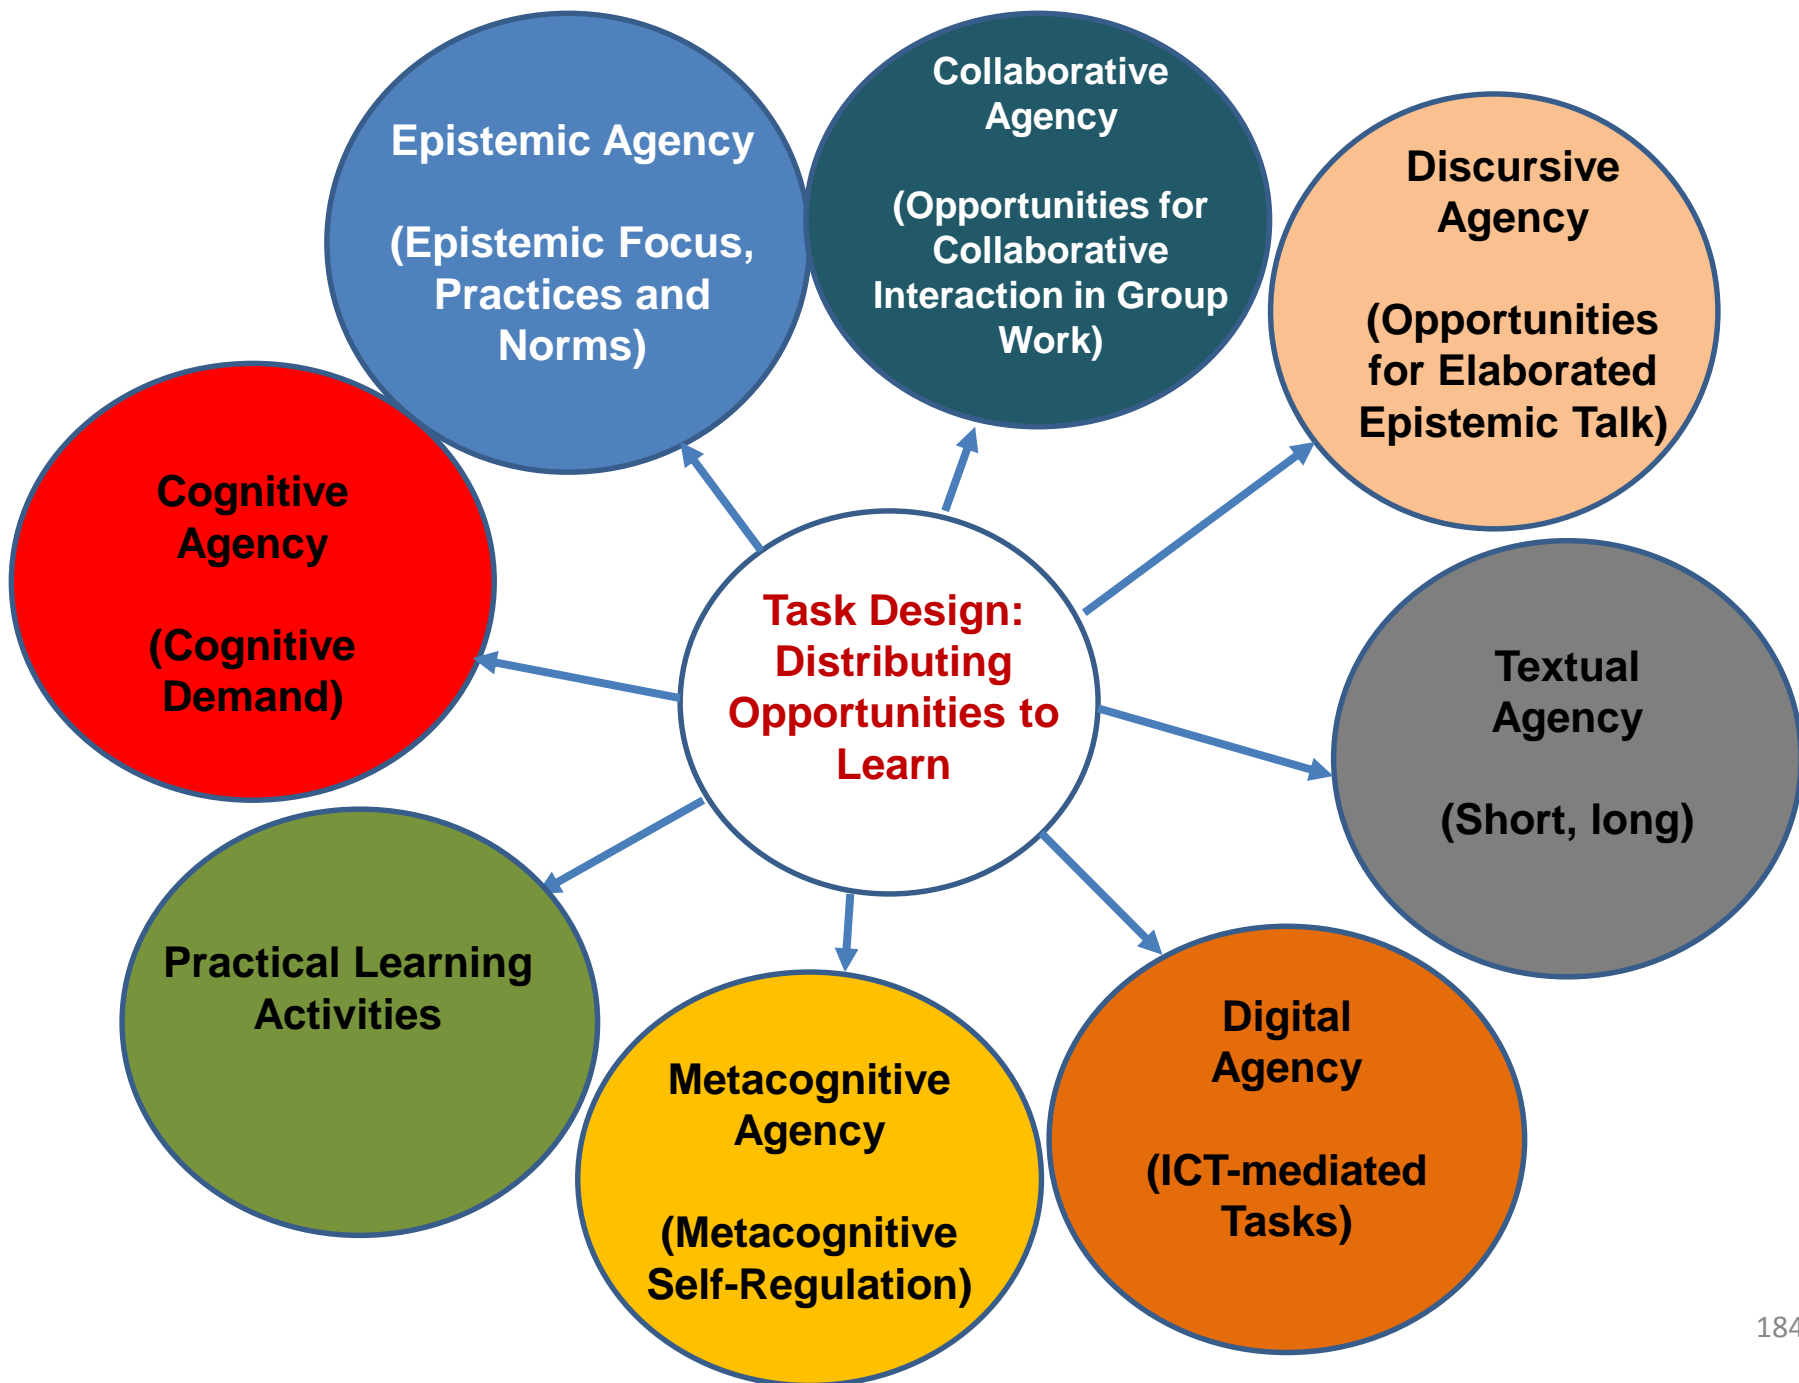 Epistemic Agency
(Epistemic Focus,
Practices and
Norms)
Collaborative
Agency
(Opportunities for
Collaborative
Interaction in Group
Work)
Discursive
Agency
(Opportunities
for Elaborated
Epistemic Talk)
Cognitive
Agency
(Cognitive
Demand)
Task Design:
Distributing
Opportunities to
Learn
Textual
Agency
(Short, long)
Practical Learning
Activities
Metacognitive
Agency
(Metacognitive
Self-Regulation)
Digital
Agency
(ICT-mediated
Tasks)
184